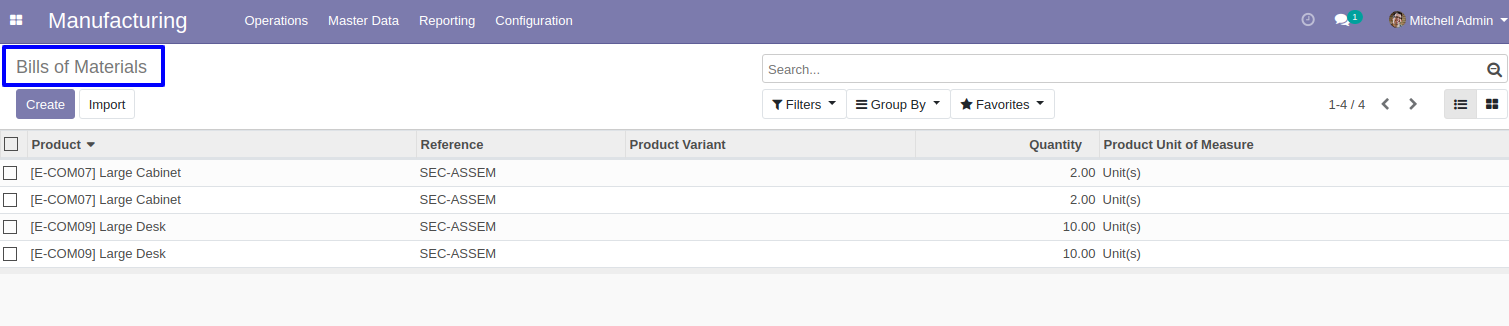 Manufacturing Operations Master Data Reporting Configuration 1 Mitchell Admin
Bills of Materials Search...
Create Import Filters Group By Favorites 1-4 / 4
Product Reference Product Variant Quantity Product Unit of Measure
[E-COM07] Large Cabinet SEC-ASSEM 2.00 Unit(s)
[E-COM07] Large Cabinet SEC-ASSEM 2.00 Unit(s)
[E-COM09] Large Desk SEC-ASSEM 10.00 Unit(s)
[E-COM09] Large Desk SEC-ASSEM 10.00 Unit(s)